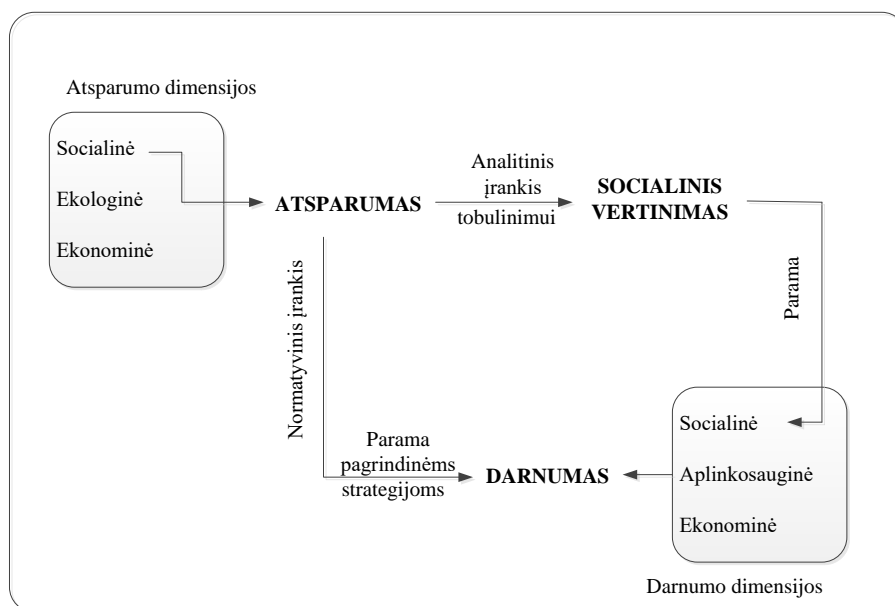 Atsparumo dimensijos
Socialinė
Ekologinė
Ekonominė
ATSPARUMAS
Analitinis
įrankis
tobulinimui
SOCIALINIS
VERTINIMAS
Parama
Normatyvinis įrankis
Parama
pagrindinėms
strategijoms
DARNUMAS
Socialinė
Aplinkosauginė
Ekonominė
Darnumo dimensijos